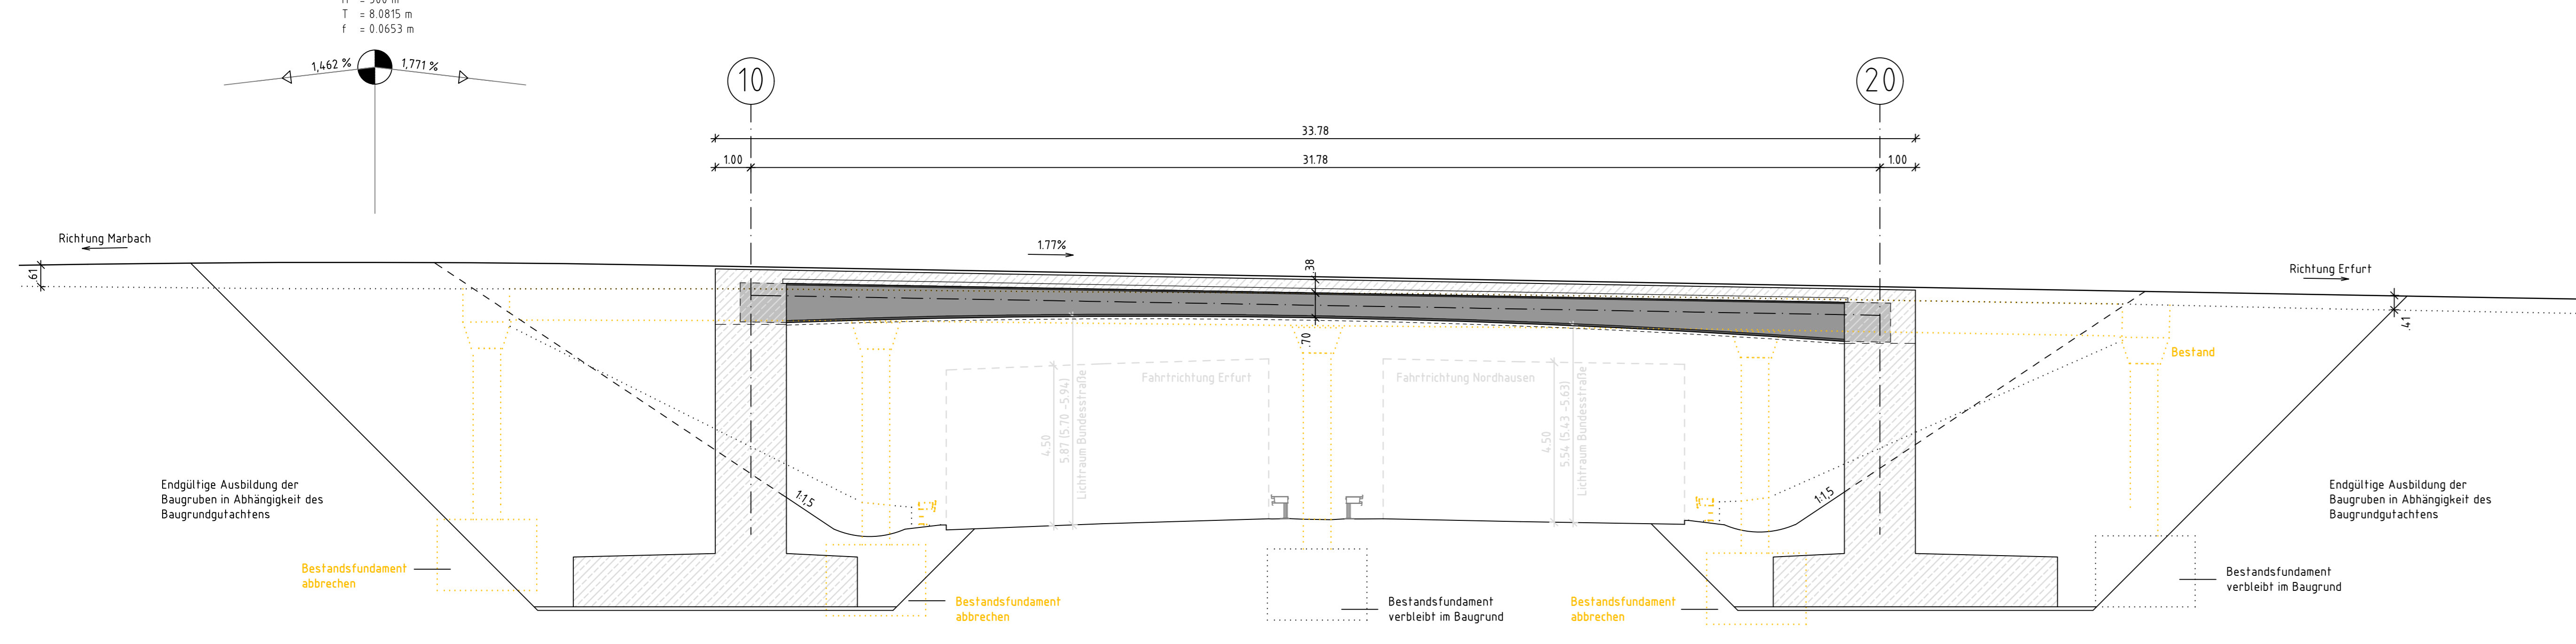 T = 8.0815 m
f = 0.0653 m
1,462 %
1,771 %
10
20
33.78
1.00
31.78
1.00
Richtung Marbach
1.77%
Richtung Erfurt
.61
.38
.70
.41
Bestand
Fahrtrichtung Erfurt
Fahrtrichtung Nordhausen
4.50
5.87 (5.70 -5.94)
Lichtraum Bundesstraße
4.50
5.54 (5.43 -5.63)
Lichtraum Bundesstraße
1:1,5
1:1,5
Endgültige Ausbildung der
Baugruben in Abhängigkeit des
Baugrundgutachtens
Endgültige Ausbildung der
Baugruben in Abhängigkeit des
Baugrundgutachtens
Bestandsfundament
abbrechen
Bestandsfundament
abbrechen
Bestandsfundament
verbleibt im Baugrund
Bestandsfundament
abbrechen
Bestandsfundament
verbleibt im Baugrund